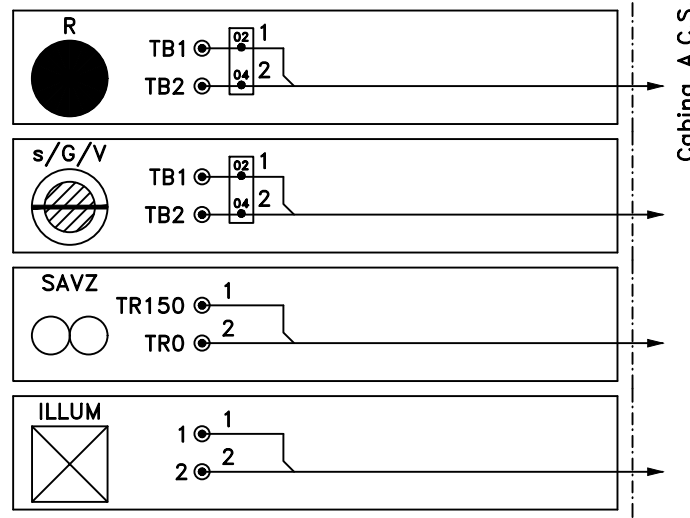 R
TB1 02 1
TB2 04 2
s/G/V
TB1 02 1
TB2 04 2
SAVZ
TR150 1
TR0 2
ILLUM
1 1
2 2
Cabina A.C.S